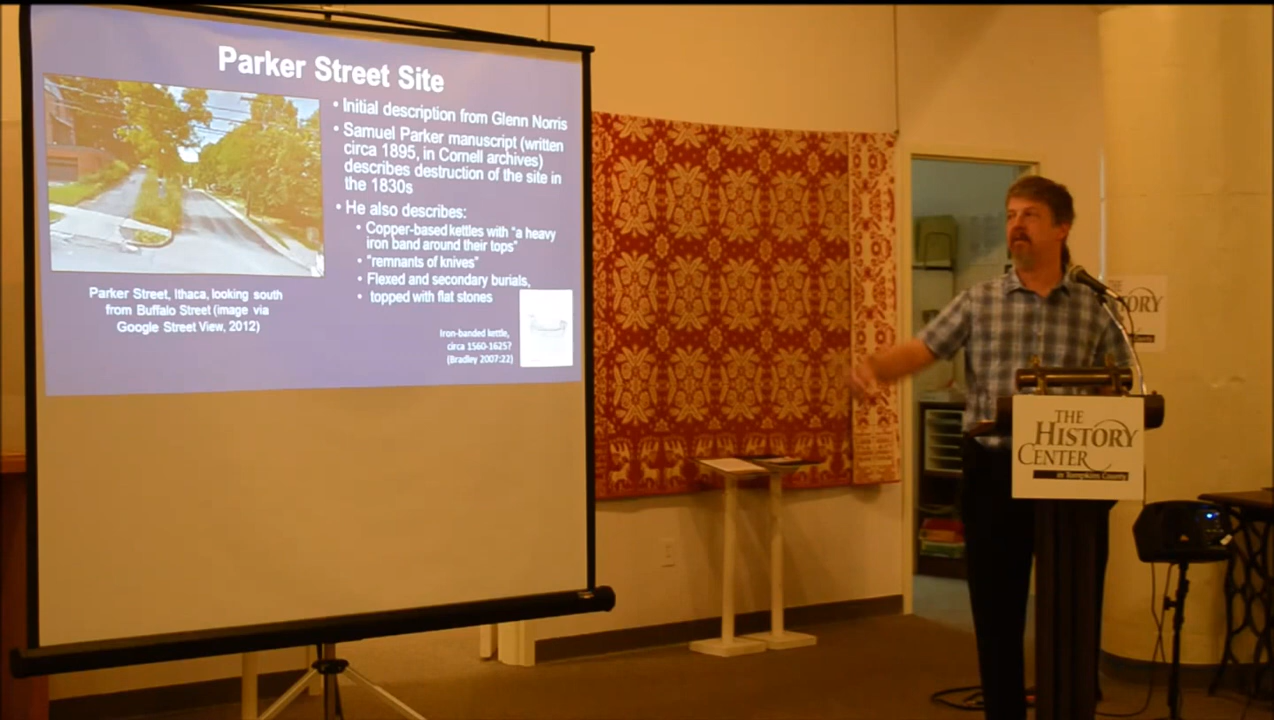 Parker Street Site
• Initial description from Glenn Norris
• Samuel Parker manuscript (written
circa 1895, in Cornell archives)
describes destruction of the site in
the 1830s
• He also describes:
• Copper-based kettles with “a heavy
iron band around their tops”
• “remnants of knives”
• Flexed and secondary burials,
• topped with flat stones
Parker Street, Ithaca, looking south
from Buffalo Street (image via
Google Street View, 2012)
Iron-banded kettle,
circa 1560-1625?
(Bradley 2007:22)
THE
HISTORY
THE
HISTORY
CENTER
in Tompkins County